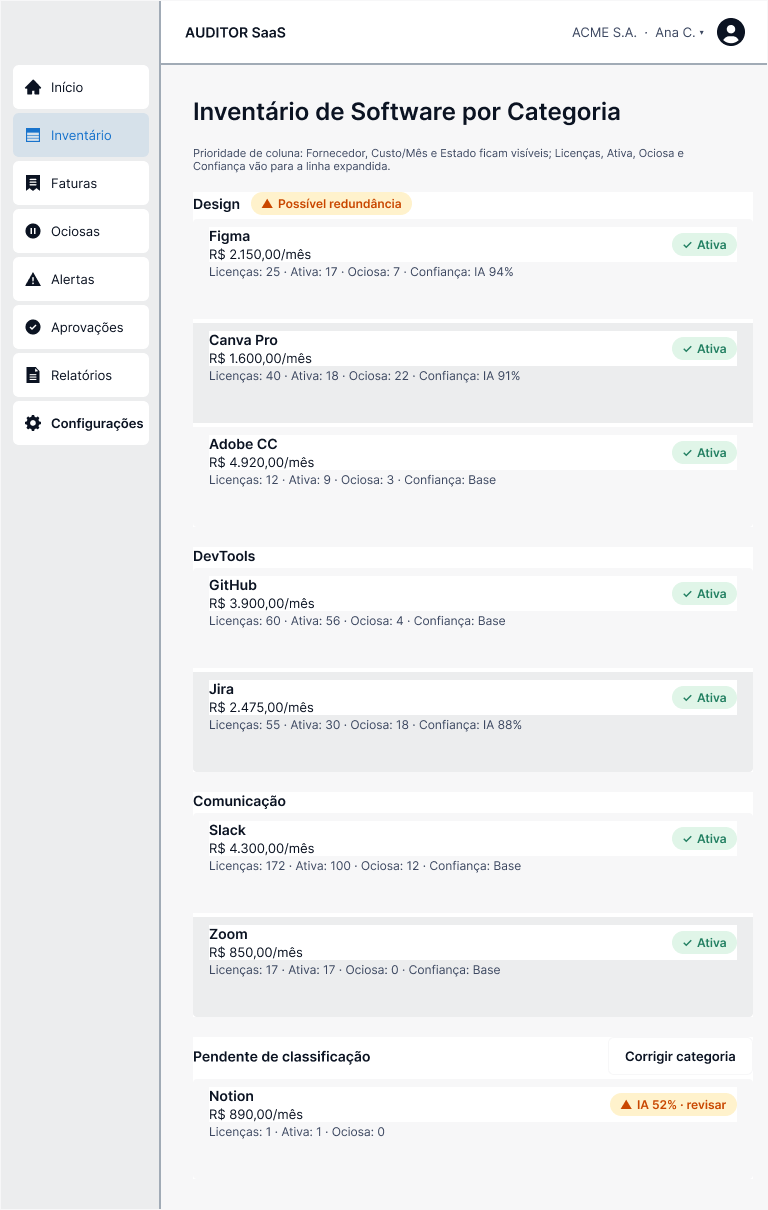 AUDITOR SaaS
ACME S.A. · Ana C. ▾
Início
Inventário
Faturas
Ociosas
Alertas
Aprovações
Relatórios
Configurações
Inventário de Software por Categoria
Prioridade de coluna: Fornecedor, Custo/Mês e Estado ficam visíveis; Licenças, Ativa, Ociosa e
Confiança vão para a linha expandida.
Design ▲ Possível redundância
Figma
R$ 2.150,00/mês
✓ Ativa
Licenças: 25 · Ativa: 17 · Ociosa: 7 · Confiança: IA 94%
Canva Pro
R$ 1.600,00/mês
✓ Ativa
Licenças: 40 · Ativa: 18 · Ociosa: 22 · Confiança: IA 91%
Adobe CC
R$ 4.920,00/mês
✓ Ativa
Licenças: 12 · Ativa: 9 · Ociosa: 3 · Confiança: Base
DevTools
GitHub
R$ 3.900,00/mês
✓ Ativa
Licenças: 60 · Ativa: 56 · Ociosa: 4 · Confiança: Base
Jira
R$ 2.475,00/mês
✓ Ativa
Licenças: 55 · Ativa: 30 · Ociosa: 18 · Confiança: IA 88%
Comunicação
Slack
R$ 4.300,00/mês
✓ Ativa
Licenças: 172 · Ativa: 100 · Ociosa: 12 · Confiança: Base
Zoom
R$ 850,00/mês
✓ Ativa
Licenças: 17 · Ativa: 17 · Ociosa: 0 · Confiança: Base
Pendente de classificação
Corrigir categoria
Notion
R$ 890,00/mês
▲ IA 52% · revisar
Licenças: 1 · Ativa: 1 · Ociosa: 0